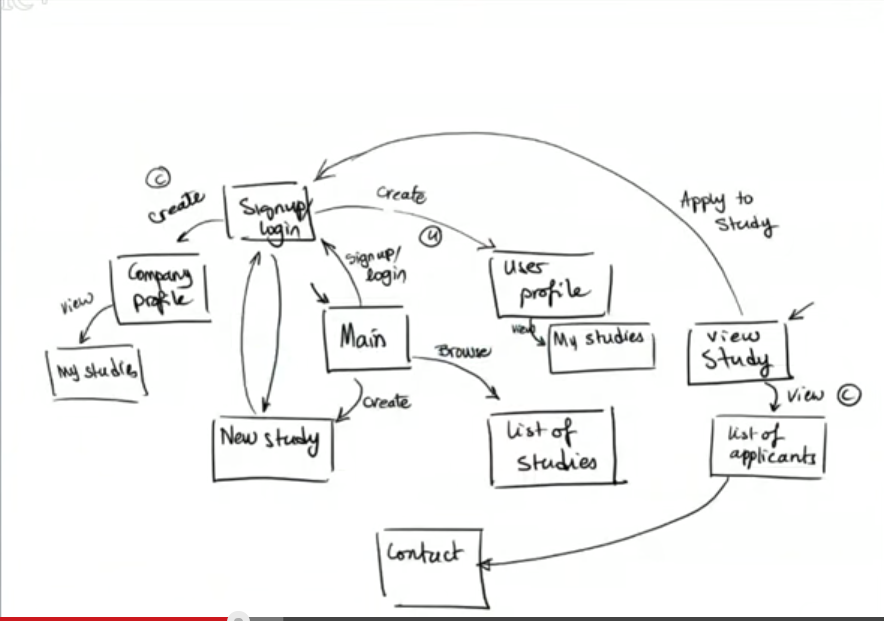 C
create
Signup/
login
create
u
Apply to
Study
Company
profile
view
My studies
Signup/
login
Main
User
profile
view
My studies
View
Study
Browse
create
New study
List of
studies
View
C
list of
applicants
Contact